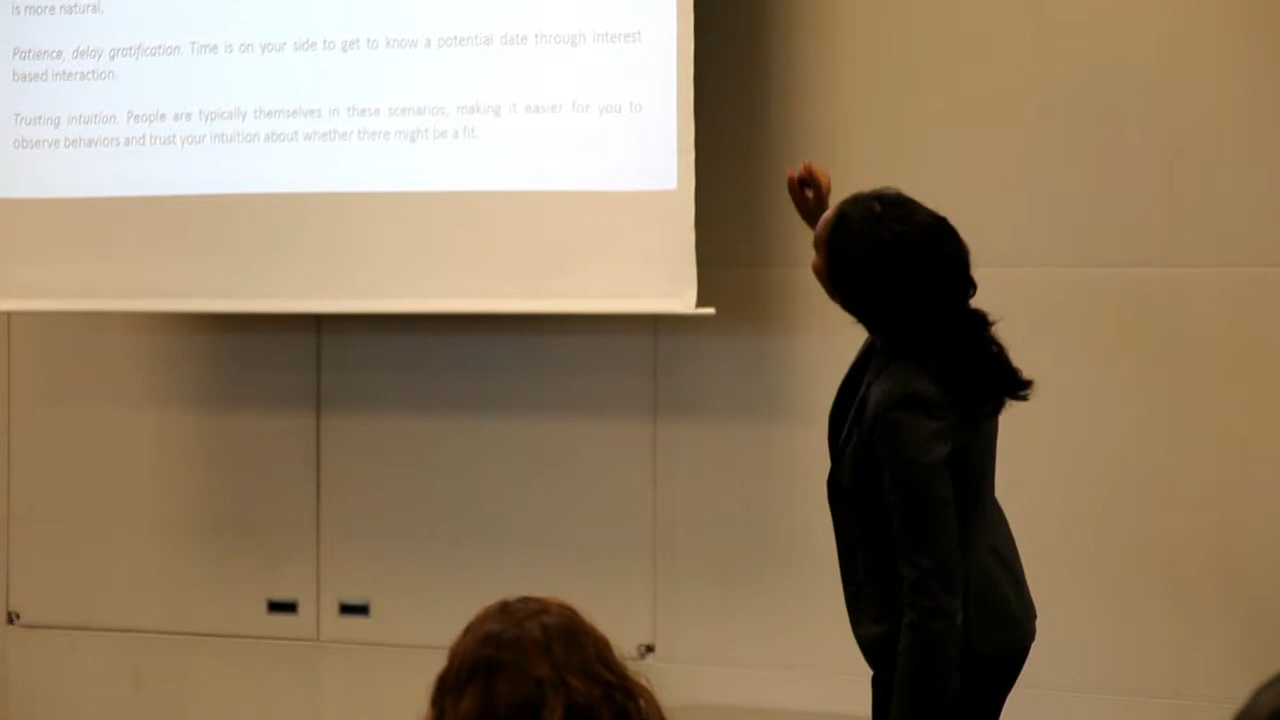 is more natural.
Patience, delay gratification. Time is on your side to get to know a potential date through interest
based interaction.
Trusting intuition. People are typically themselves in these scenarios, making it easier for you to
observe behaviors and trust your intuition about whether there might be a fit.